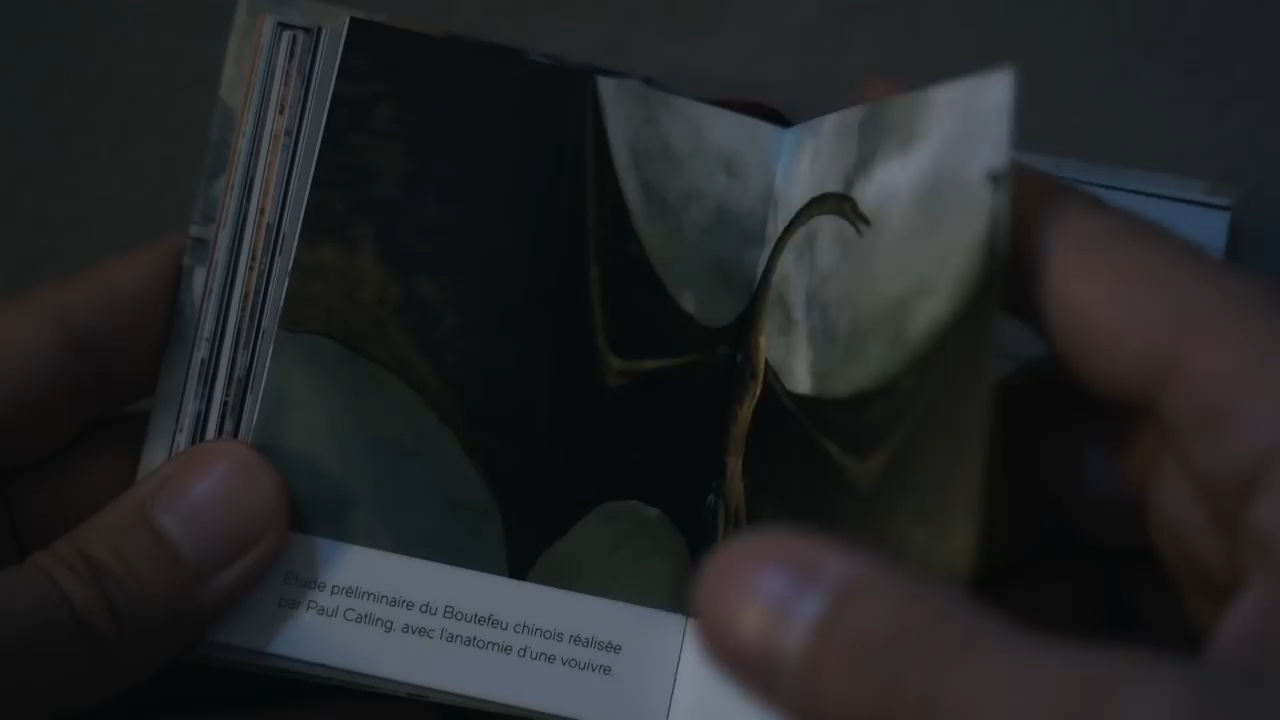 Etude préliminaire du Boutefeu chinois réalisée
par Paul Catling, avec l'anatomie d'une vouivre.